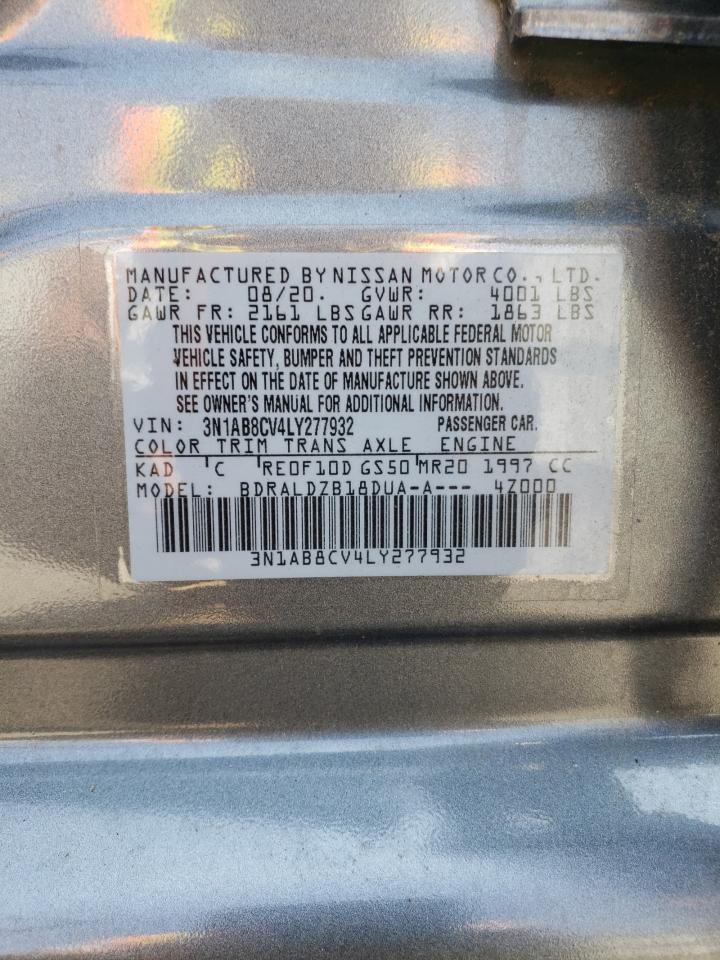 MANUFACTURED BY NISSAN MOTOR CO., LTD.
DATE: 08/20. GVWR: 4001 LBS
GAWR FR: 2161 LBS GAWR RR: 1863 LBS
THIS VEHICLE CONFORMS TO ALL APPLICABLE FEDERAL MOTOR
VEHICLE SAFETY, BUMPER AND THEFT PREVENTION STANDARDS
IN EFFECT ON THE DATE OF MANUFACTURE SHOWN ABOVE.
SEE OWNER'S MANUAL FOR ADDITIONAL INFORMATION.
VIN: 3N1AB8CV4LY277932 PASSENGER CAR.
COLOR TRIM TRANS AXLE ENGINE
KAD C RE0F10D GS50 MR20 1997 CC
MODEL: BDRALDZB18DUA-A--- 4Z000
3N1AB8CV4LY277932